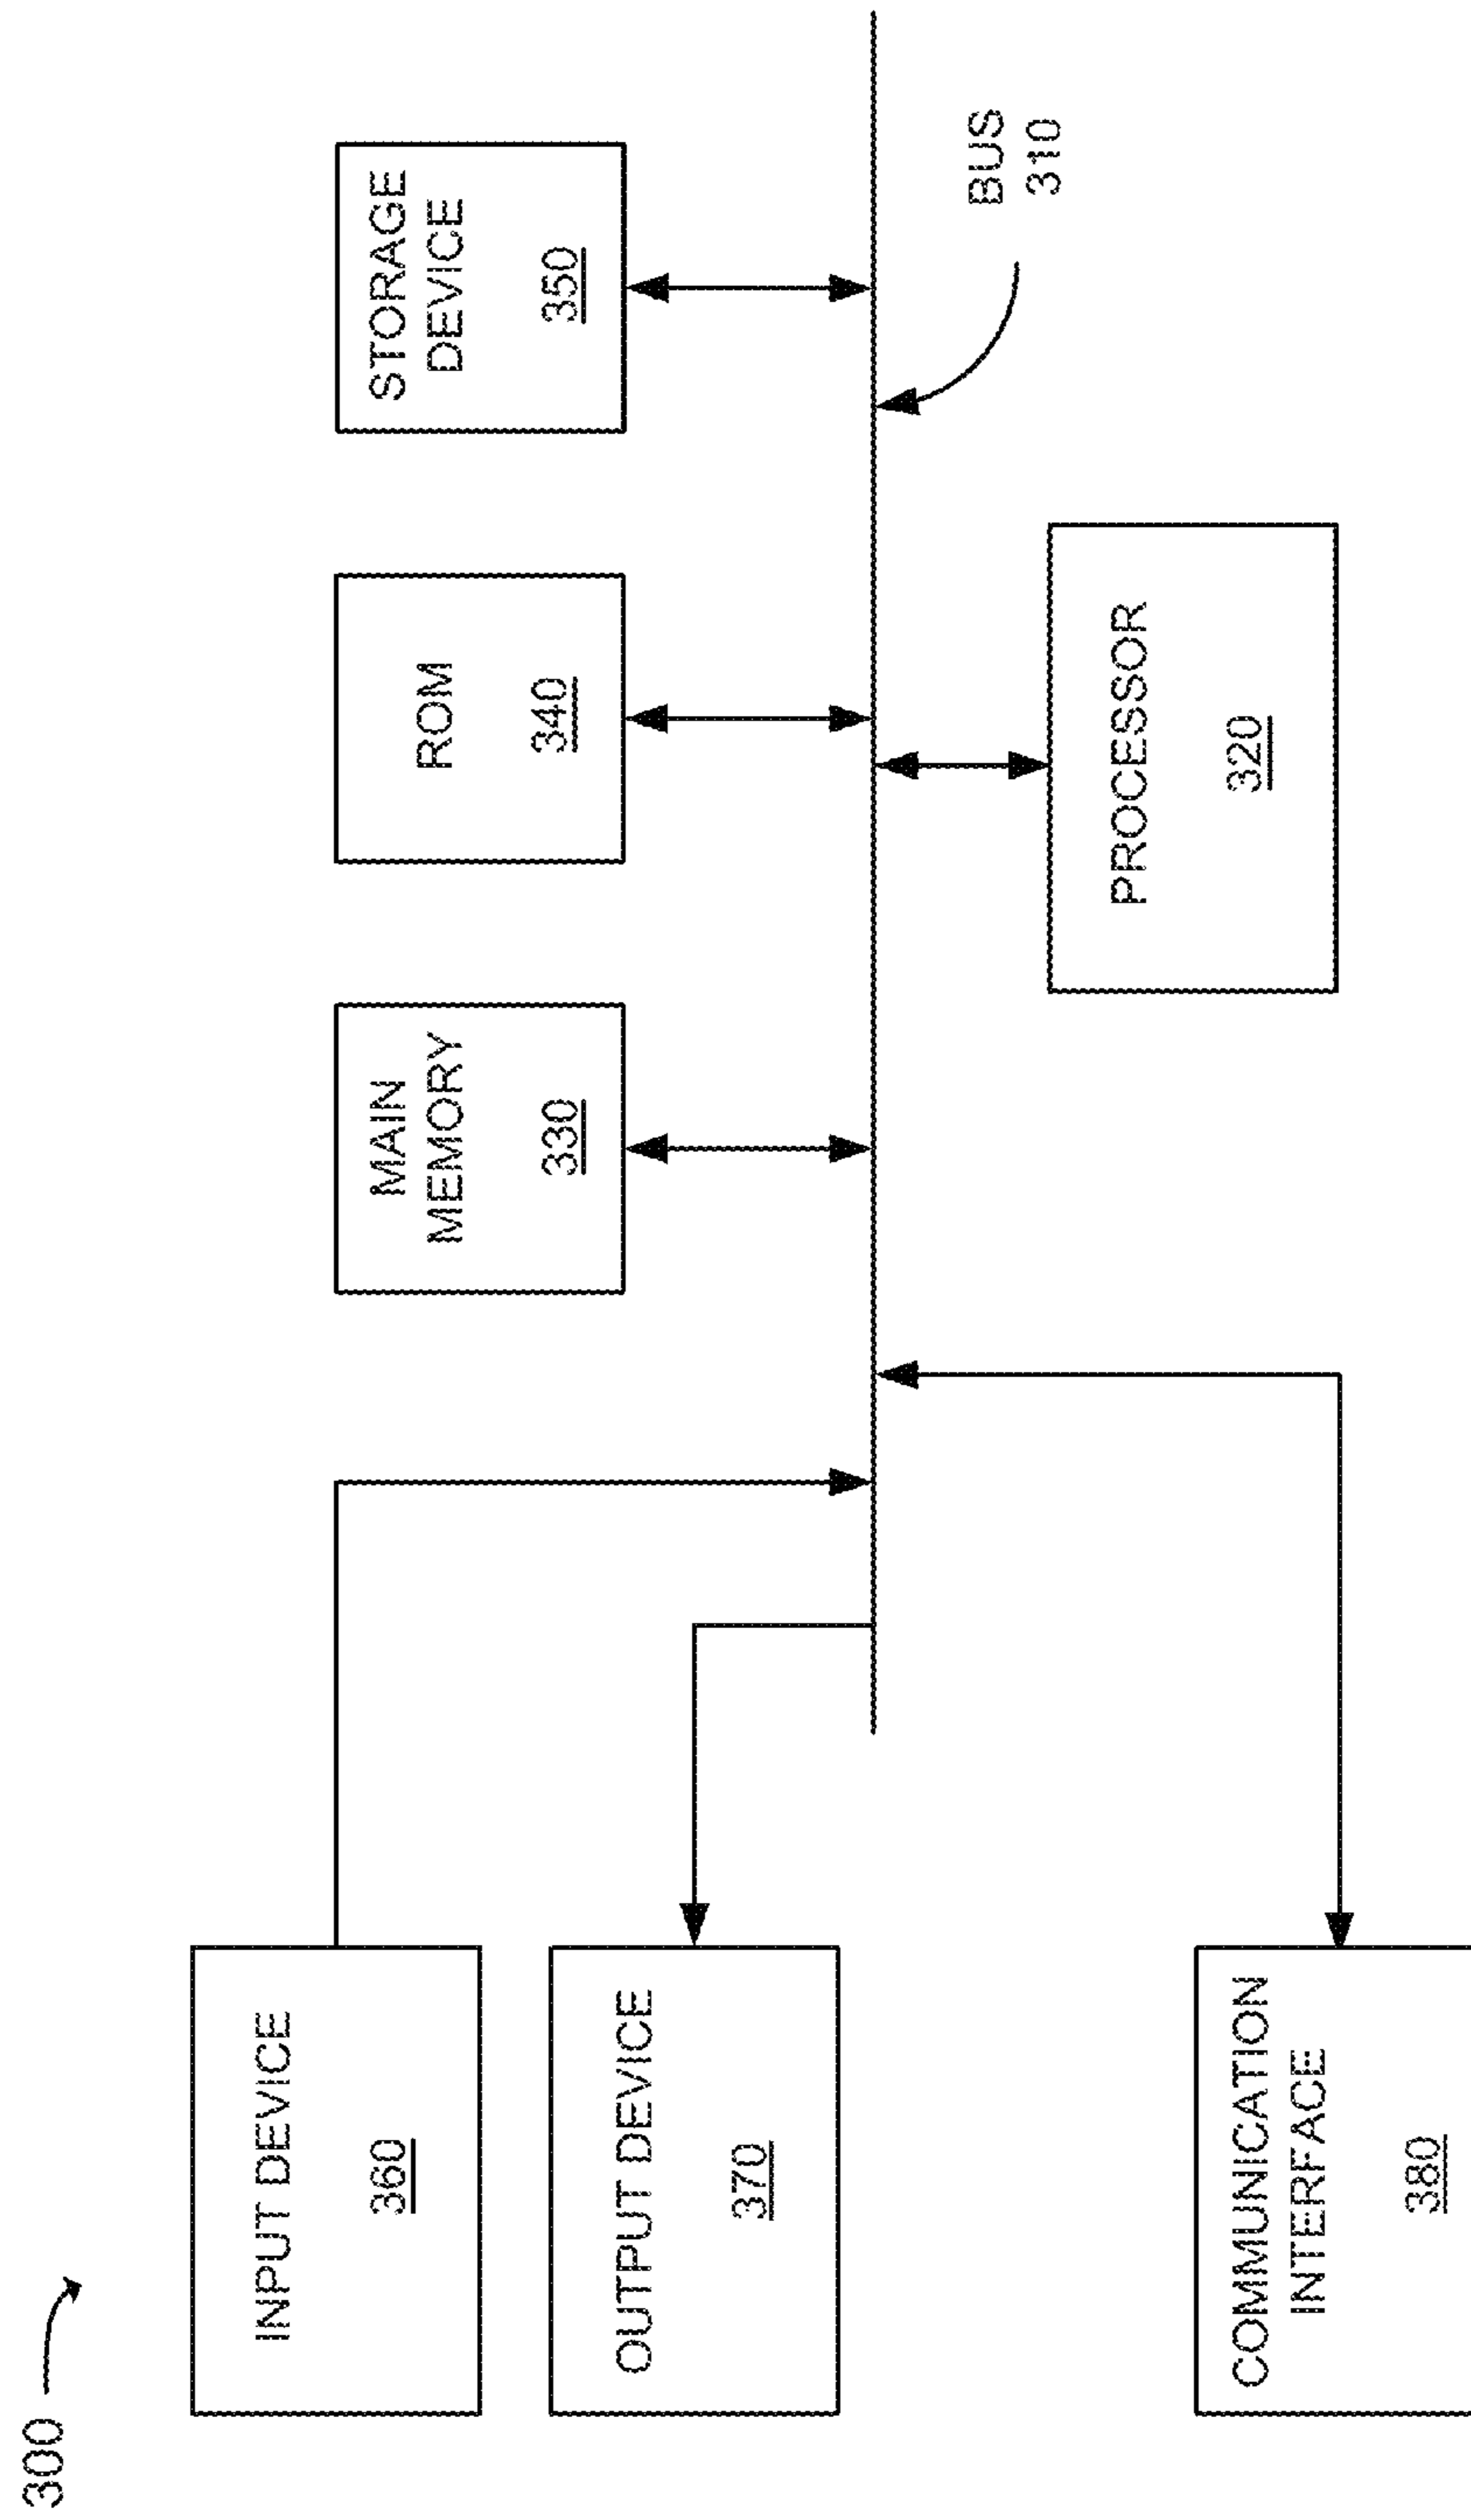 300
INPUT DEVICE
360
OUTPUT DEVICE
370
COMMUNICATION
INTERFACE
380
MAIN
MEMORY
330
ROM
340
STORAGE
DEVICE
350
PROCESSOR
320
BUS
310